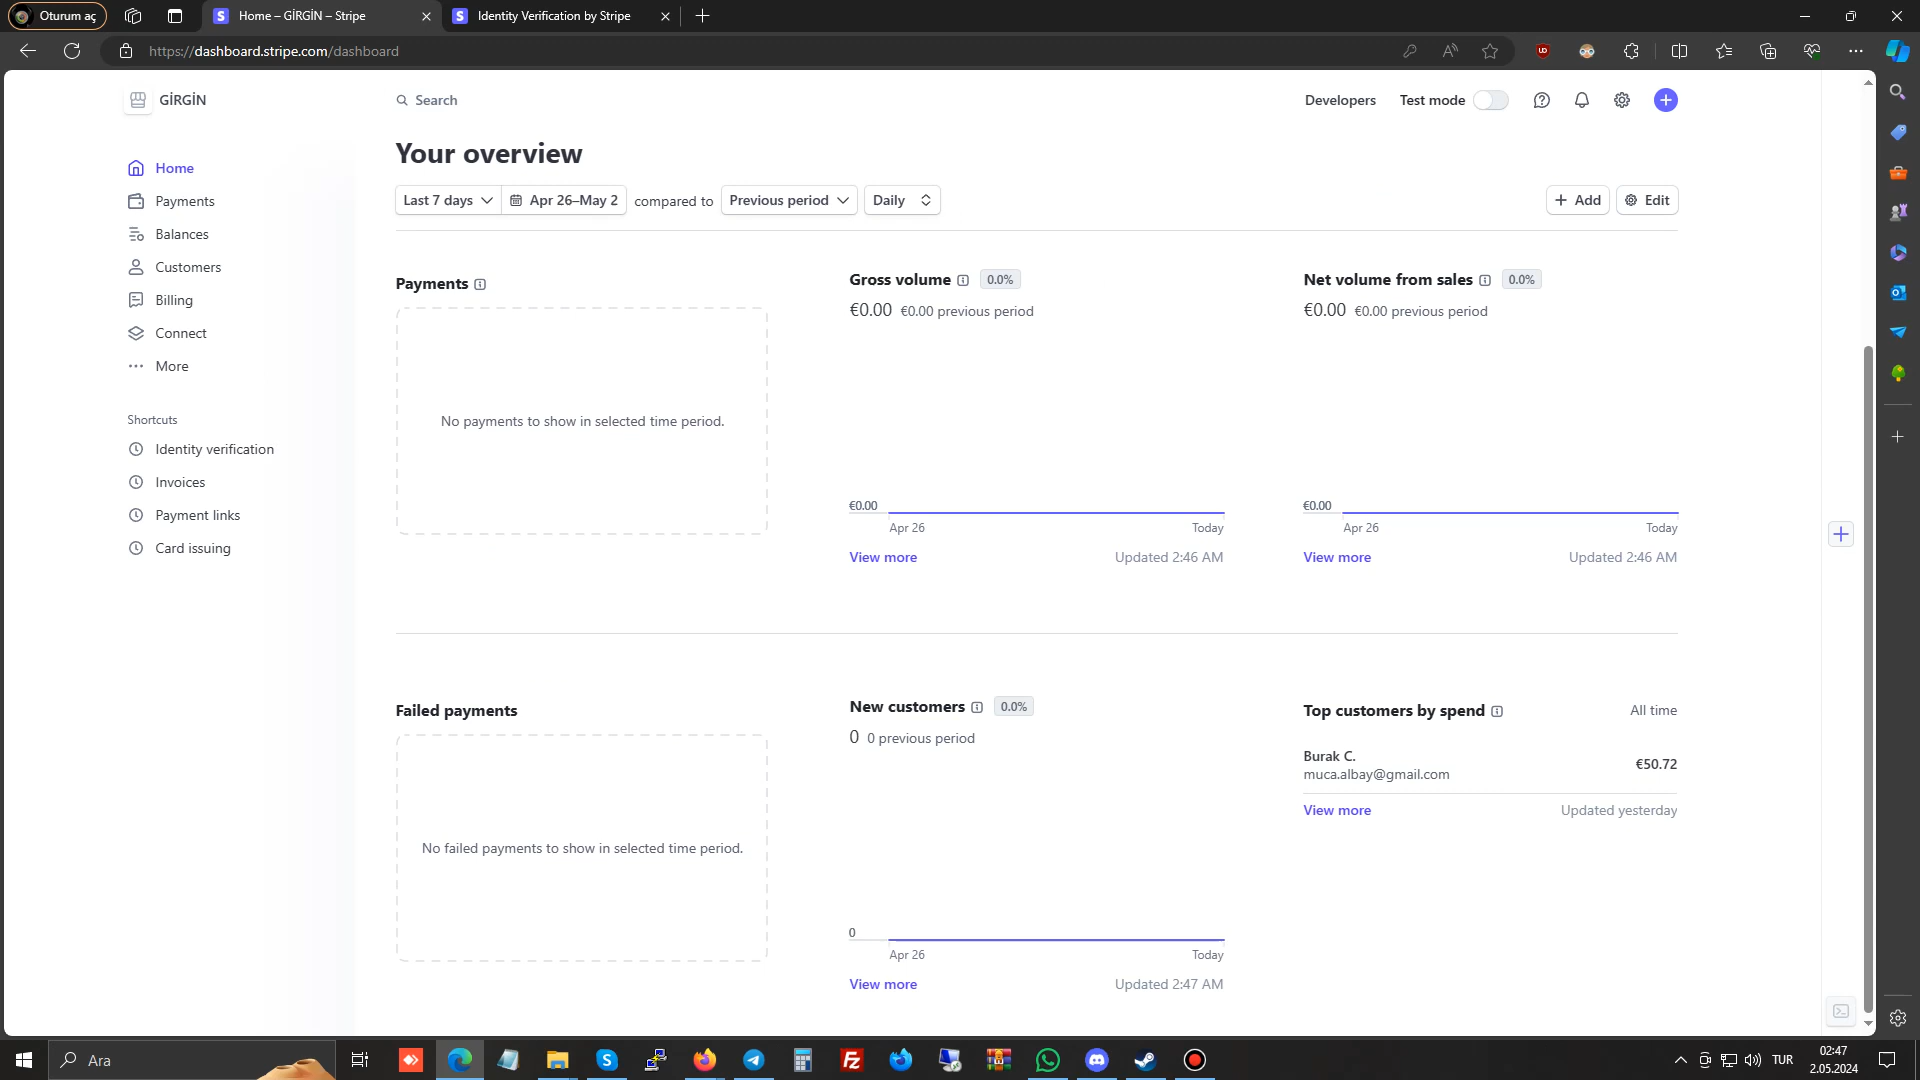 Oturum aç
Home – GİRGİN – Stripe
Identity Verification by Stripe
https://dashboard.stripe.com/dashboard
GİRGİN
Search
Developers
Test mode
Home
Payments
Balances
Customers
Billing
Connect
More
Shortcuts
Identity verification
Invoices
Payment links
Card issuing
Your overview
Last 7 days
Apr 26–May 2
compared to
Previous period
Daily
Add
Edit
Payments
No payments to show in selected time period.
Gross volume
0.0%
€0.00 €0.00 previous period
€0.00
Apr 26
Today
View more
Updated 2:46 AM
Net volume from sales
0.0%
€0.00 €0.00 previous period
€0.00
Apr 26
Today
View more
Updated 2:46 AM
Failed payments
No failed payments to show in selected time period.
New customers
0.0%
0 0 previous period
0
Apr 26
Today
View more
Updated 2:47 AM
Top customers by spend
All time
Burak C.
muca.albay@gmail.com
€50.72
View more
Updated yesterday
Ara
TUR
02:47
2.05.2024